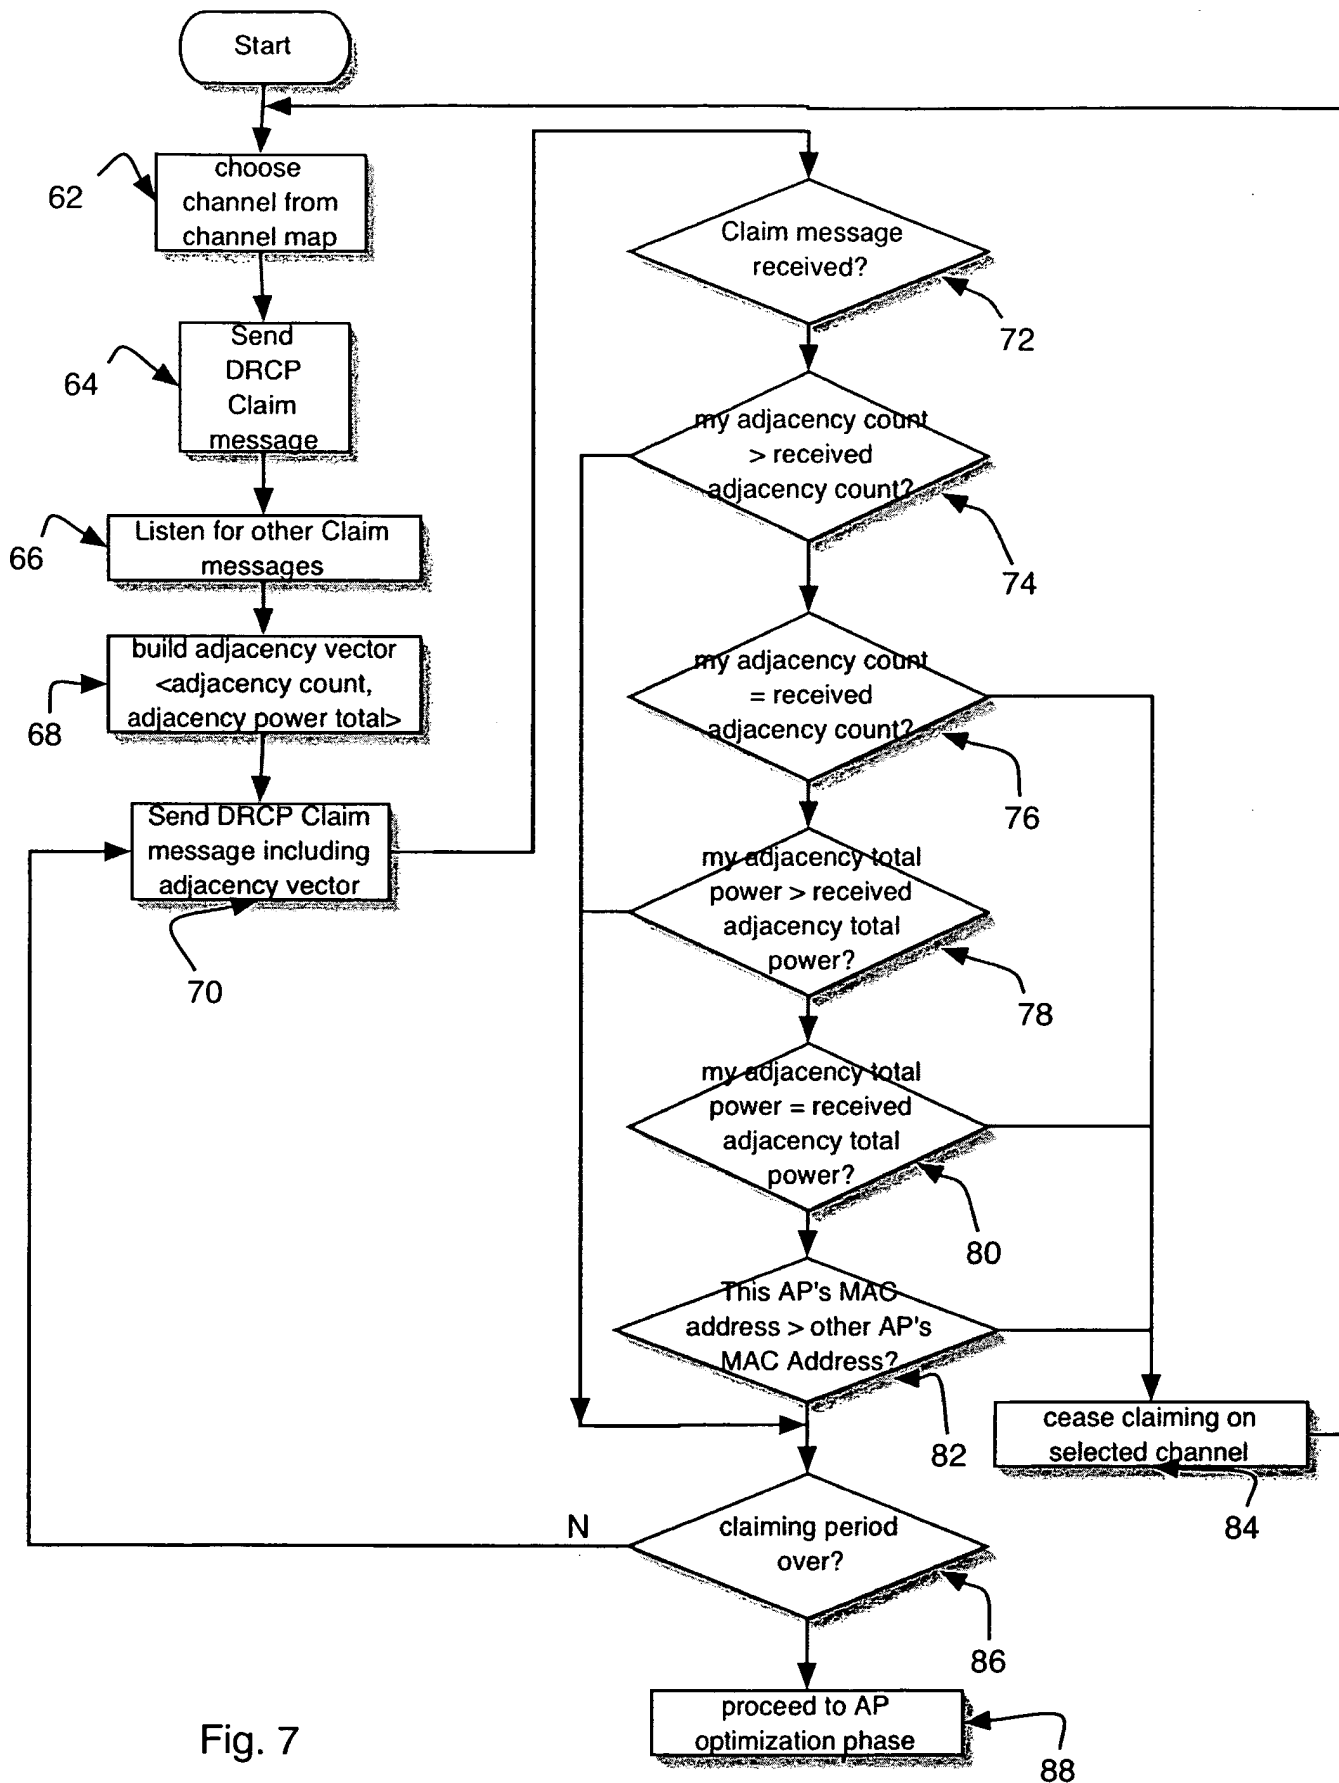 Start
choose
channel from
channel map
62
Send
DRCP
Claim
message
64
Listen for other Claim
messages
66
build adjacency vector
<adjacency count,
adjacency power total>
68
Send DRCP Claim
message including
adjacency vector
70
Claim message
received?
72
my adjacency count
> received
adjacency count?
74
my adjacency count
= received
adjacency count?
76
my adjacency total
power > received
adjacency total
power?
78
my adjacency total
power = received
adjacency total
power?
80
This AP's MAC
address > other AP's
MAC Address?
82
cease claiming on
selected channel
84
claiming period
over?
N
86
proceed to AP
optimization phase
88
Fig. 7